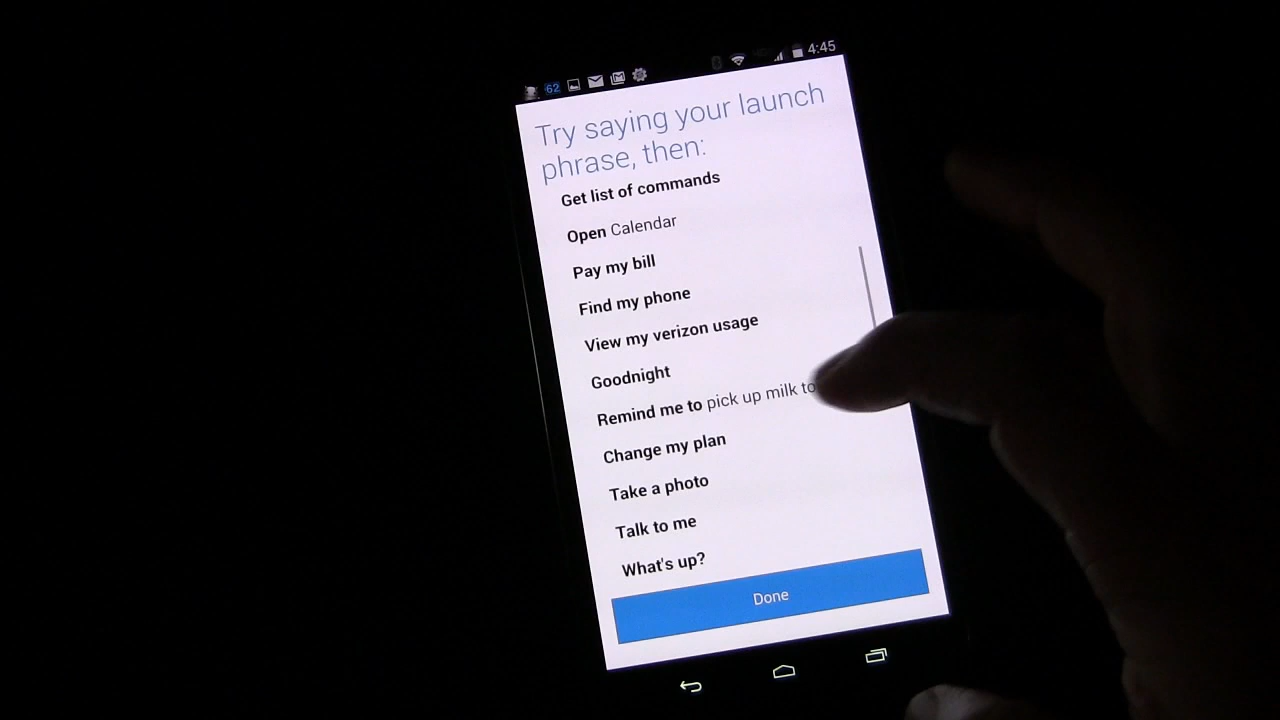 62
4:45
Try saying your launch
phrase, then:
Get list of commands
Open Calendar
Pay my bill
Find my phone
View my verizon usage
Goodnight
Remind me to pick up milk to
Change my plan
Take a photo
Talk to me
What's up?
Done